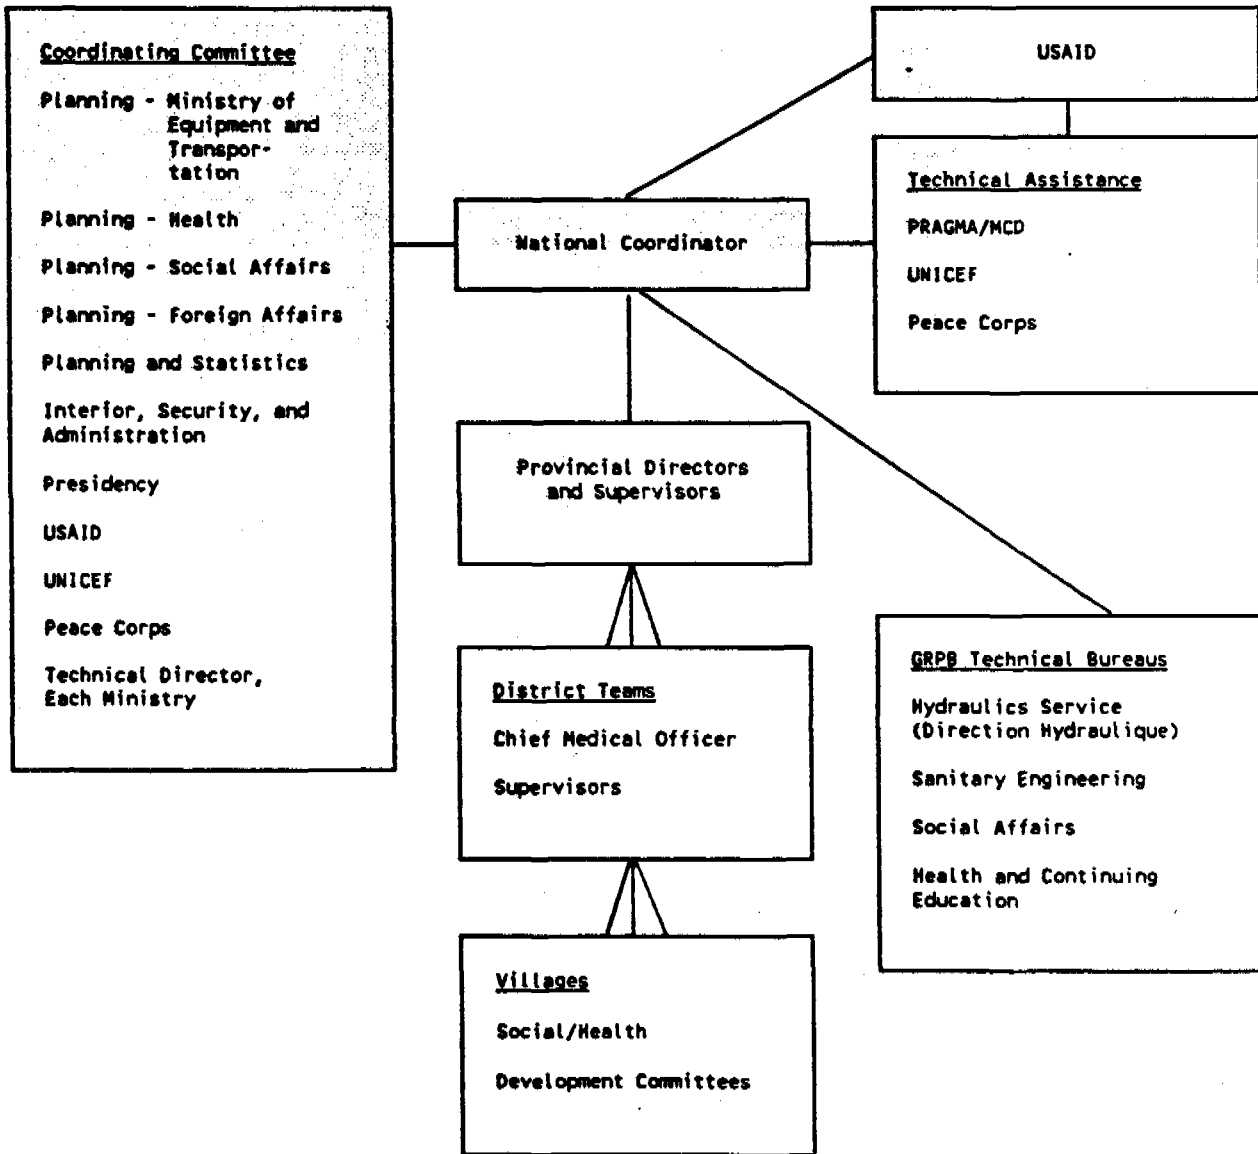 Coordinating Committee
Planning - Ministry of
Equipment and
Transpor-
tation
Planning - Health
Planning - Social Affairs
Planning - Foreign Affairs
Planning and Statistics
Interior, Security, and
Administration
Presidency
USAID
UNICEF
Peace Corps
Technical Director,
Each Ministry
National Coordinator
USAID
Technical Assistance
PRAGMA/MCD
UNICEF
Peace Corps
Provincial Directors
and Supervisors
District Teams
Chief Medical Officer
Supervisors
Villages
Social/Health
Development Committees
GRPB Technical Bureaus
Hydraulics Service
(Direction Hydraulique)
Sanitary Engineering
Social Affairs
Health and Continuing
Education